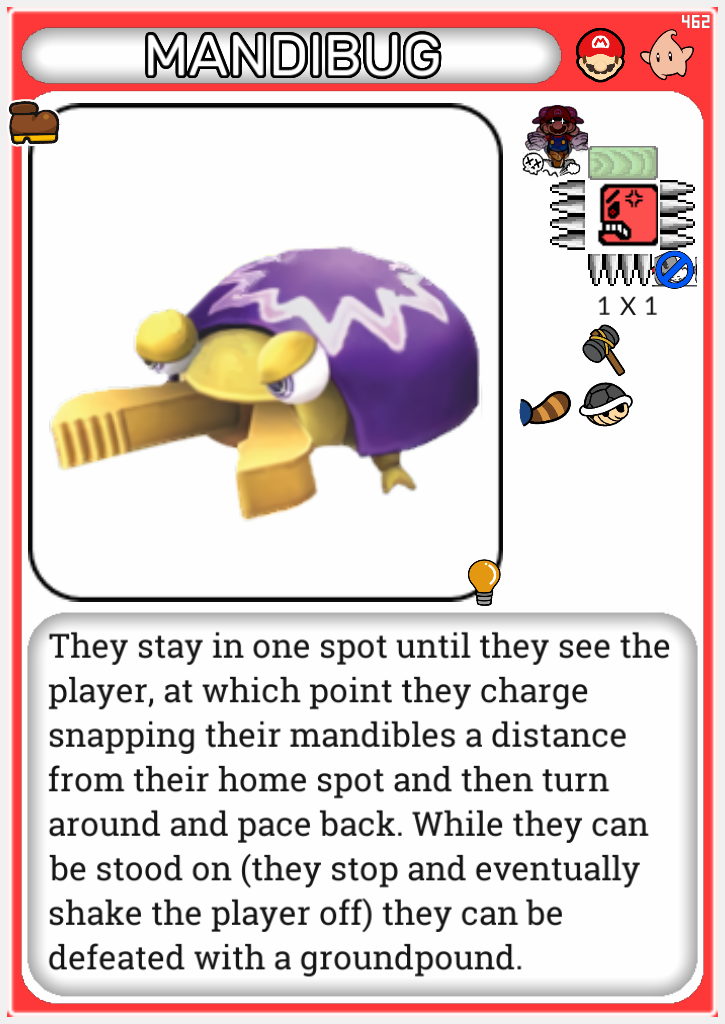 462
MANDIBUG
M
1 X 1
They stay in one spot until they see the
player, at which point they charge
snapping their mandibles a distance
from their home spot and then turn
around and pace back. While they can
be stood on (they stop and eventually
shake the player off) they can be
defeated with a groundpound.